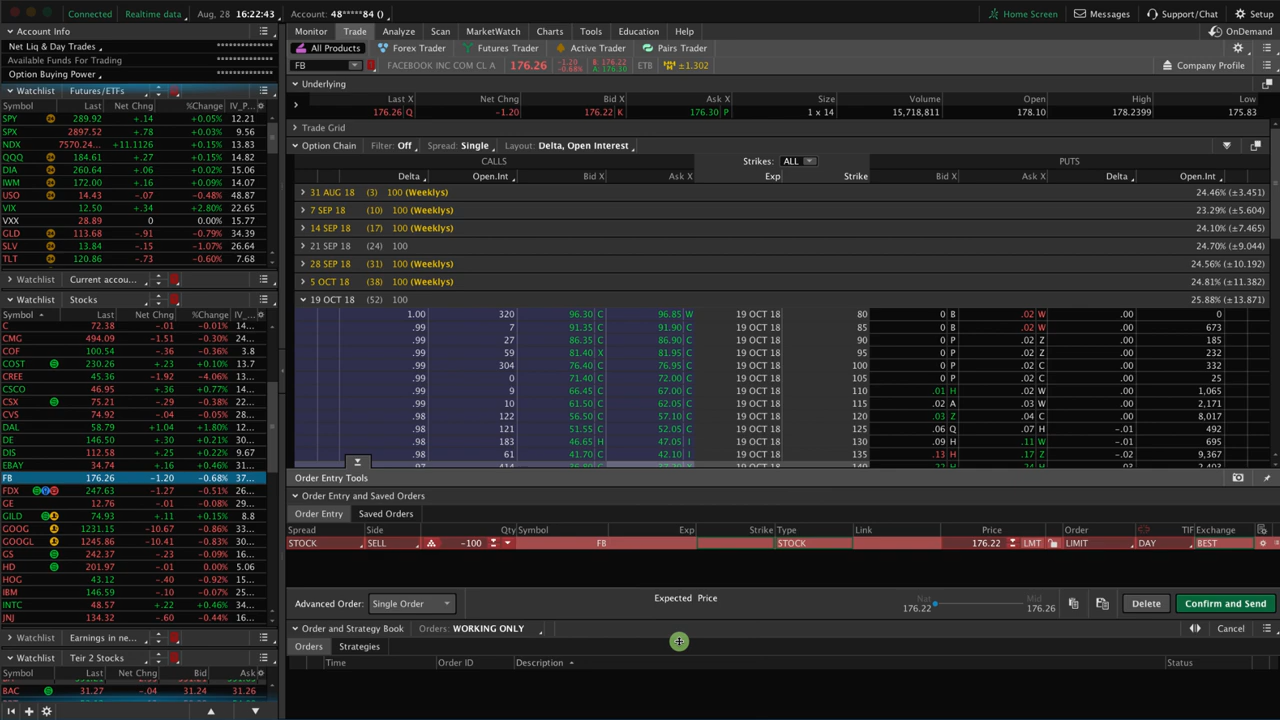 Connected Realtime data Aug, 28 16:22:43 Account: 48*****84 () Home Screen Messages Support/Chat Setup
Account Info
Net Liq & Day Trades ***************
Available Funds For Trading ***************
Option Buying Power ***************
Watchlist Futures/ETFs
Symbol Last Net Chng %Change IV_P...
SPY 289.92 +.14 +0.05% 12.21
SPX 2897.52 +.78 +0.03% 9.56
NDX 7570.24... +11.1126 +0.15% 13.83
QQQ 184.61 +.27 +0.15% 14.82
DIA 260.64 +.06 +0.02% 15.06
IWM 172.00 +.16 +0.09% 14.07
USO 14.43 -.07 -0.48% 48.87
VIX 12.50 +.34 +2.80% 22.65
VXX 28.89 0 0.00% 15.77
GLD 113.68 -.91 -0.79% 34.39
SLV 13.84 -.15 -1.07% 26.64
TLT 120.86 -.73 -0.60% 7.68
Watchlist Current accou...
Watchlist Stocks
Symbol Last Net Chng %Change IV_...
C 72.38 -.01 -0.01% 14...
CMG 494.09 -1.51 -0.30% 24...
COF 100.54 -.36 -0.36% 3.8
COST 230.26 +.23 +0.10% 13.7
CREE 45.36 -1.92 -4.06% 15...
CSCO 46.95 +.36 +0.77% 14...
CSX 75.21 -.29 -0.38% 22...
CVS 74.92 -.04 -0.05% 22...
DAL 58.79 +1.04 +1.80% 12...
DE 146.50 +.30 +0.21% 30...
DIS 112.58 +.25 +0.22% 9.67
EBAY 34.74 +.16 +0.46% 31...
FB 176.26 -1.20 -0.68% 37...
FDX 247.63 -1.27 -0.51% 26...
GE 12.76 -.01 -0.08% 29...
GILD 74.93 +.11 +0.15% 8.8
GOOG 1231.15 -10.67 -0.86% 33...
GOOGL 1245.86 -10.41 -0.83% 33...
GS 242.37 -.23 -0.09% 16...
HD 201.97 -.01 0.00% 5.06
HOG 43.12 -.40 -0.92% 15...
IBM 146.59 -.10 -0.07% 26...
INTC 48.57 +.22 +0.46% 34...
JNJ 134.32 -.60 -0.44% 18...
Watchlist Earnings in ne...
Watchlist Teir 2 Stocks
Symbol Last Net Chng Bid Ask
BAC 31.27 -.04 31.24 31.26
Monitor Trade Analyze Scan MarketWatch Charts Tools Education Help OnDemand
All Products Forex Trader Futures Trader Active Trader Pairs Trader
FB FACEBOOK INC COM CL A 176.26 -1.20 -0.68% B: 176.22 A: 176.30 ETB ±1.302 Company Profile
Underlying
Last X Net Chng Bid X Ask X Size Volume Open High Low
176.26 Q -1.20 176.22 K 176.30 P 1 x 14 15,718,811 178.10 178.2399 175.83
Trade Grid
Option Chain Filter: Off Spread: Single Layout: Delta, Open Interest
CALLS Strikes: ALL PUTS
Delta Open.Int Bid X Ask X Exp Strike Bid X Ask X Delta Open.Int
31 AUG 18 (3) 100 (Weeklys) 24.46% (±3.451)
7 SEP 18 (10) 100 (Weeklys) 23.29% (±5.604)
14 SEP 18 (17) 100 (Weeklys) 24.10% (±7.465)
21 SEP 18 (24) 100 24.70% (±9.044)
28 SEP 18 (31) 100 (Weeklys) 24.56% (±10.192)
5 OCT 18 (38) 100 (Weeklys) 24.81% (±11.382)
19 OCT 18 (52) 100 25.88% (±13.871)
1.00 320 96.30 C 96.85 W 19 OCT 18 80 0 B .02 W .00 0
.99 7 91.35 C 91.90 C 19 OCT 18 85 0 B .02 W .00 673
.99 27 86.35 C 86.90 C 19 OCT 18 90 0 P .02 Z .00 185
.99 59 81.40 X 81.95 C 19 OCT 18 95 0 P .02 Z .00 232
.99 304 76.40 C 76.95 X 19 OCT 18 100 0 P .02 C .00 332
.99 0 71.40 C 72.00 C 19 OCT 18 105 0 P .02 C .00 25
.99 9 66.45 C 67.00 C 19 OCT 18 110 .01 H .02 X .00 1,065
.99 10 61.50 C 62.05 C 19 OCT 18 115 .02 A .03 W .00 2,171
.98 122 56.50 C 57.10 C 19 OCT 18 120 .03 Z .04 C .00 8,017
.98 121 51.55 C 52.05 C 19 OCT 18 125 .06 Q .07 H -.01 492
.98 183 46.65 H 47.05 I 19 OCT 18 130 .09 H .11 W -.01 695
.98 61 41.70 C 42.10 I 19 OCT 18 135 .13 H .17 Z -.02 9,367
Order Entry Tools
Order Entry and Saved Orders
Order Entry Saved Orders
Spread Side Qty Symbol Exp Strike Type Link Price Order TIF Exchange
STOCK SELL -100 FB STOCK 176.22 LMT LIMIT DAY BEST
Advanced Order: Single Order Expected Price Nat 176.22 Mid 176.26 Delete Confirm and Send
Order and Strategy Book Orders: WORKING ONLY Cancel
Orders Strategies
Time Order ID Description Status